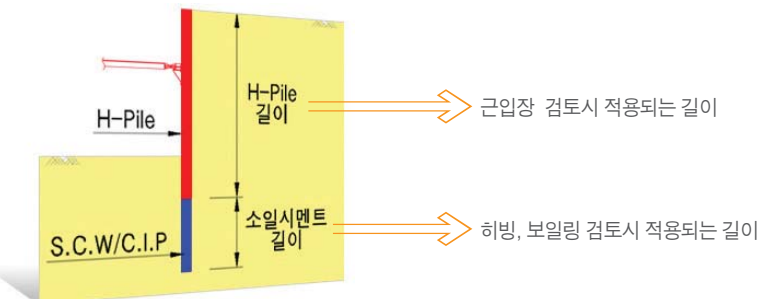 H-Pile
H-Pile
길이
근입장 검토시 적용되는 길이
S.C.W/C.I.P
소일시멘트
길이
히빙, 보일링 검토시 적용되는 길이